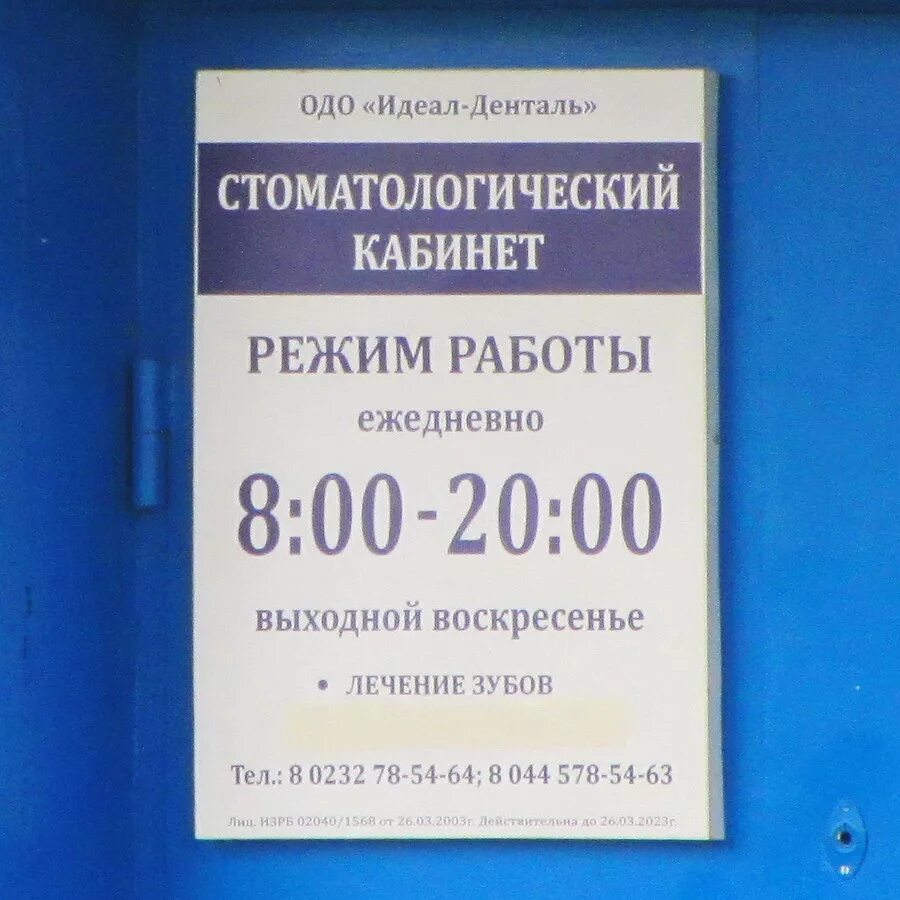 ОДО «Идеал-Денталь»
СТОМАТОЛОГИЧЕСКИЙ
КАБИНЕТ
РЕЖИМ РАБОТЫ
ежедневно
8:00-20:00
выходной воскресенье
• ЛЕЧЕНИЕ ЗУБОВ
Тел.: 8 0232 78-54-64; 8 044 578-54-63
Лиц. НЗРБ 02040/1568 от 26.03.2003г. Действительна до 26.03.2023г.